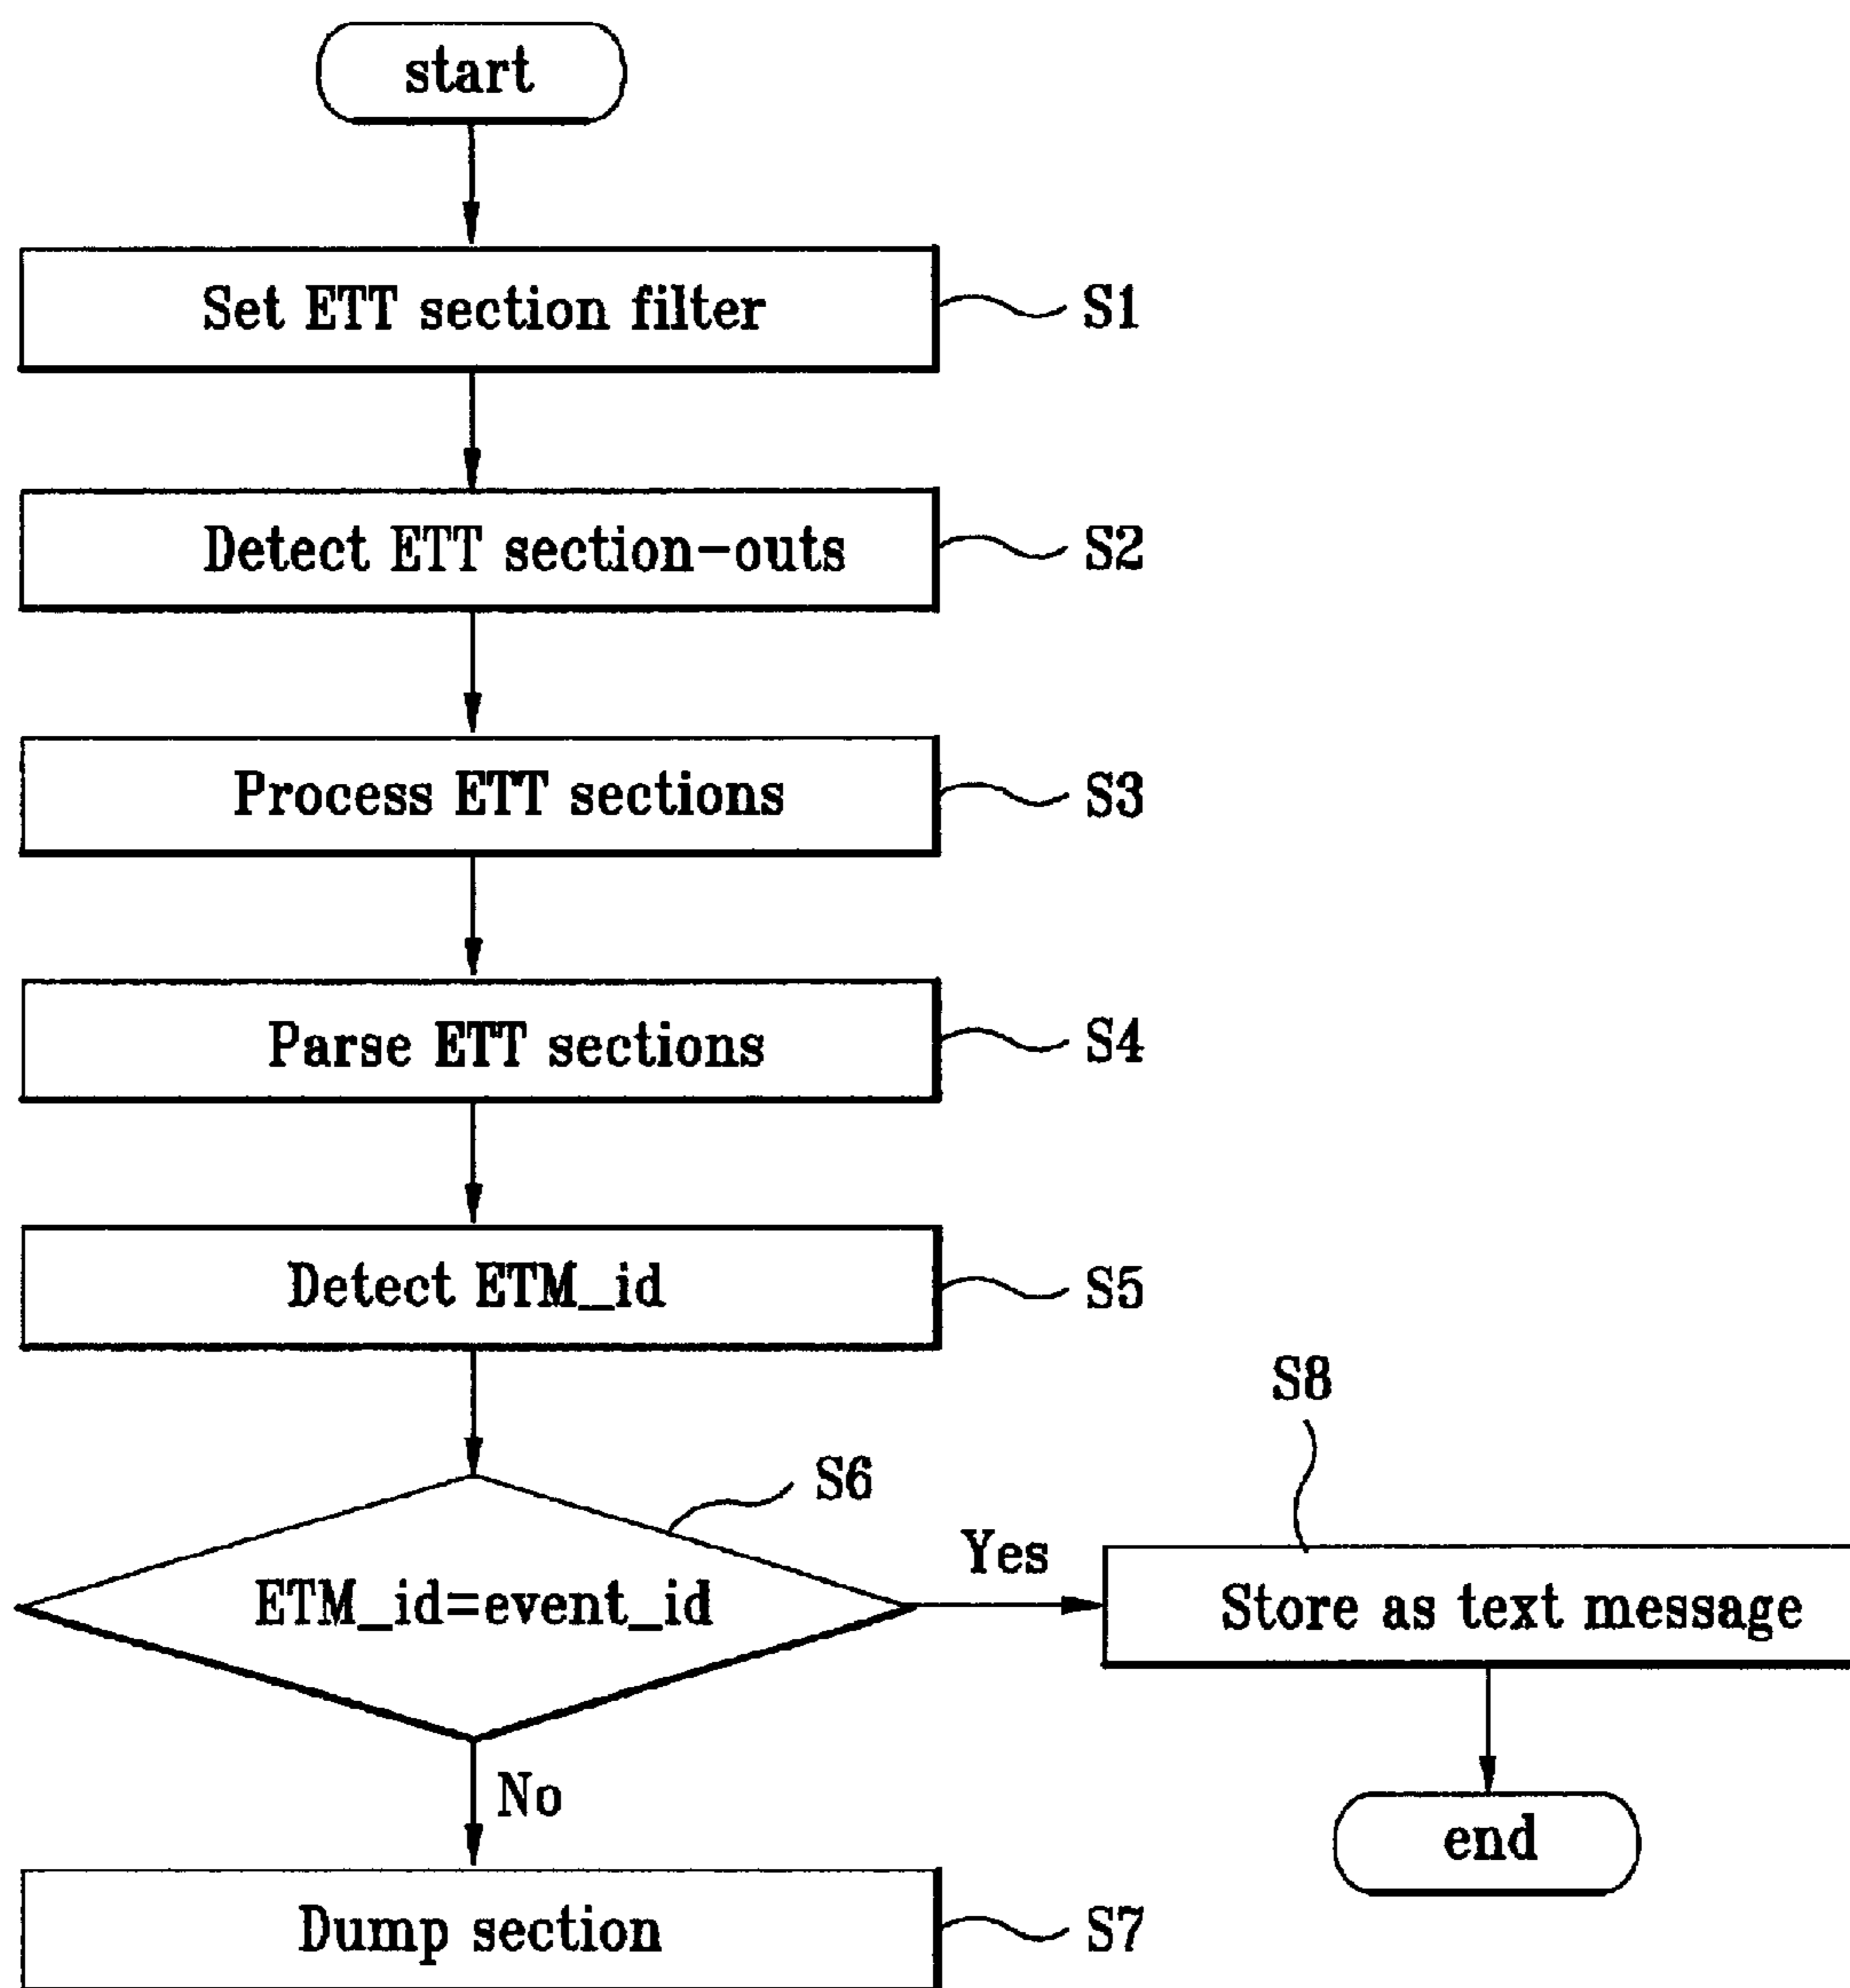 start
Set ETT section filter
S1
Detect ETT section-outs
S2
Process ETT sections
S3
Parse ETT sections
S4
Detect ETM_id
S5
S8
S6
Yes
ETM_id=event_id
Store as text message
No
end
Dump section
S7